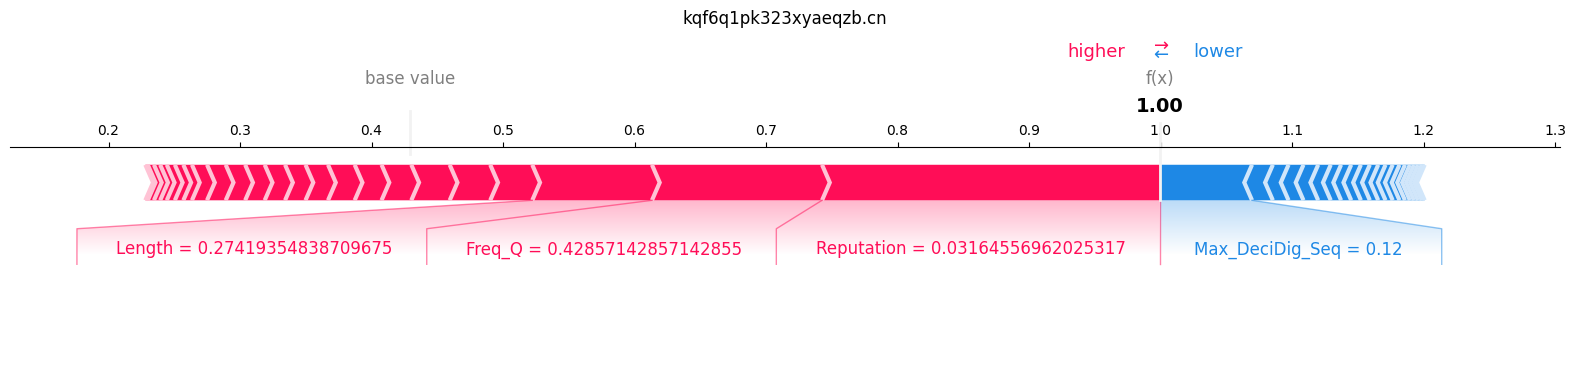 kqf6q1pk323xyaeqzb.cn
higher ⇄ lower
base value f(x)
1.00
0.2 0.3 0.4 0.5 0.6 0.7 0.8 0.9 1 0 1.1 1.2 1.3
Length = 0.27419354838709675 Freq_Q = 0.42857142857142855 Reputation = 0.03164556962025317 Max_DeciDig_Seq = 0.12